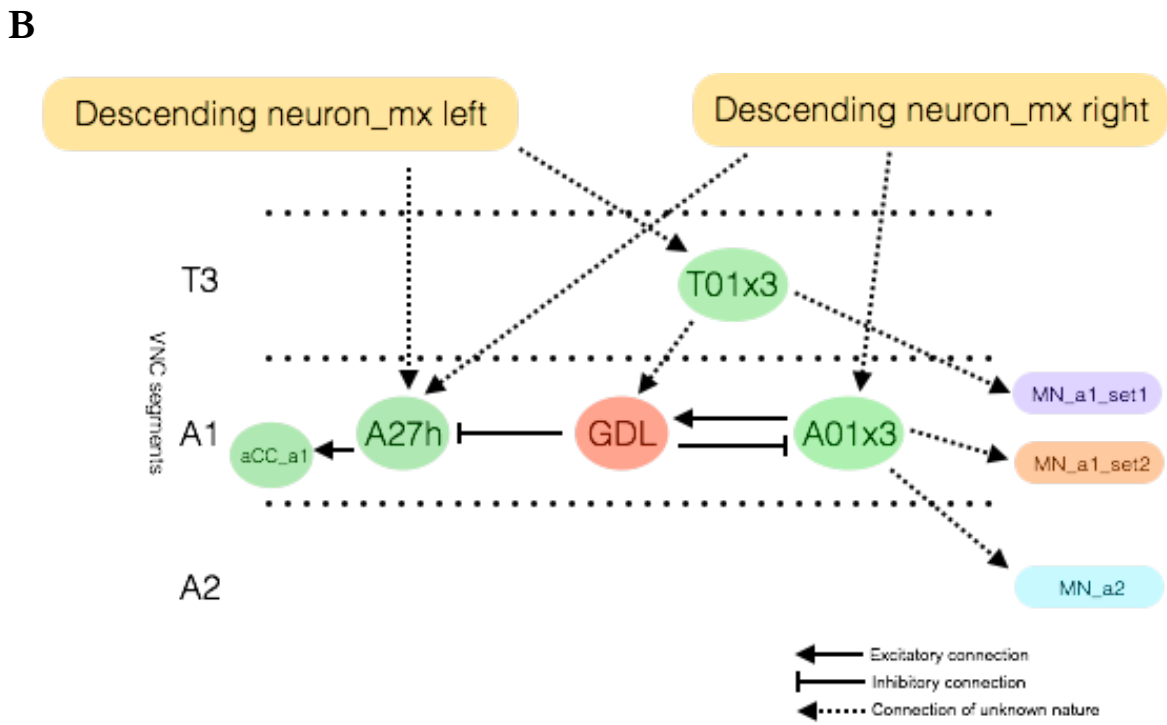 B
Descending neuron_mx left
Descending neuron_mx right
T3
T01x3
VNC segments
MN_a1_set1
A1
aCC_a1
A27h
GDL
A01x3
MN_a1_set2
A2
MN_a2
Excitatory connection
Inhibitory connection
Connection of unknown nature